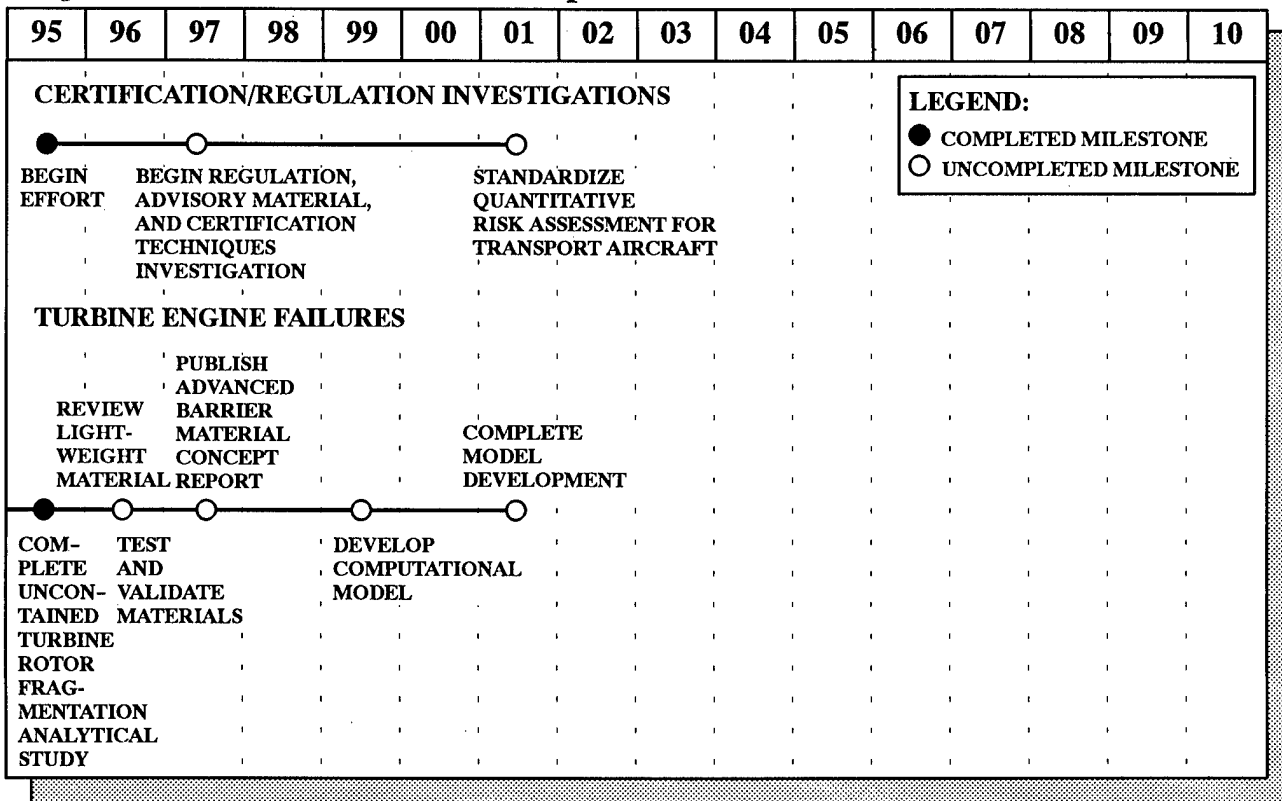 95 96 97 98 99 00 01 02 03 04 05 06 07 08 09 10
CERTIFICATION/REGULATION INVESTIGATIONS
LEGEND:
COMPLETED MILESTONE
UNCOMPLETED MILESTONE
BEGIN
EFFORT
BEGIN REGULATION,
ADVISORY MATERIAL,
AND CERTIFICATION
TECHNIQUES
INVESTIGATION
STANDARDIZE
QUANTITATIVE
RISK ASSESSMENT FOR
TRANSPORT AIRCRAFT
TURBINE ENGINE FAILURES
REVIEW
LIGHT-
WEIGHT
MATERIAL
PUBLISH
ADVANCED
BARRIER
MATERIAL
CONCEPT
REPORT
COMPLETE
MODEL
DEVELOPMENT
COM-
PLETE
UNCON-
TAINED
TURBINE
ROTOR
FRAG-
MENTATION
ANALYTICAL
STUDY
TEST
AND
VALIDATE
MATERIALS
DEVELOP
COMPUTATIONAL
MODEL